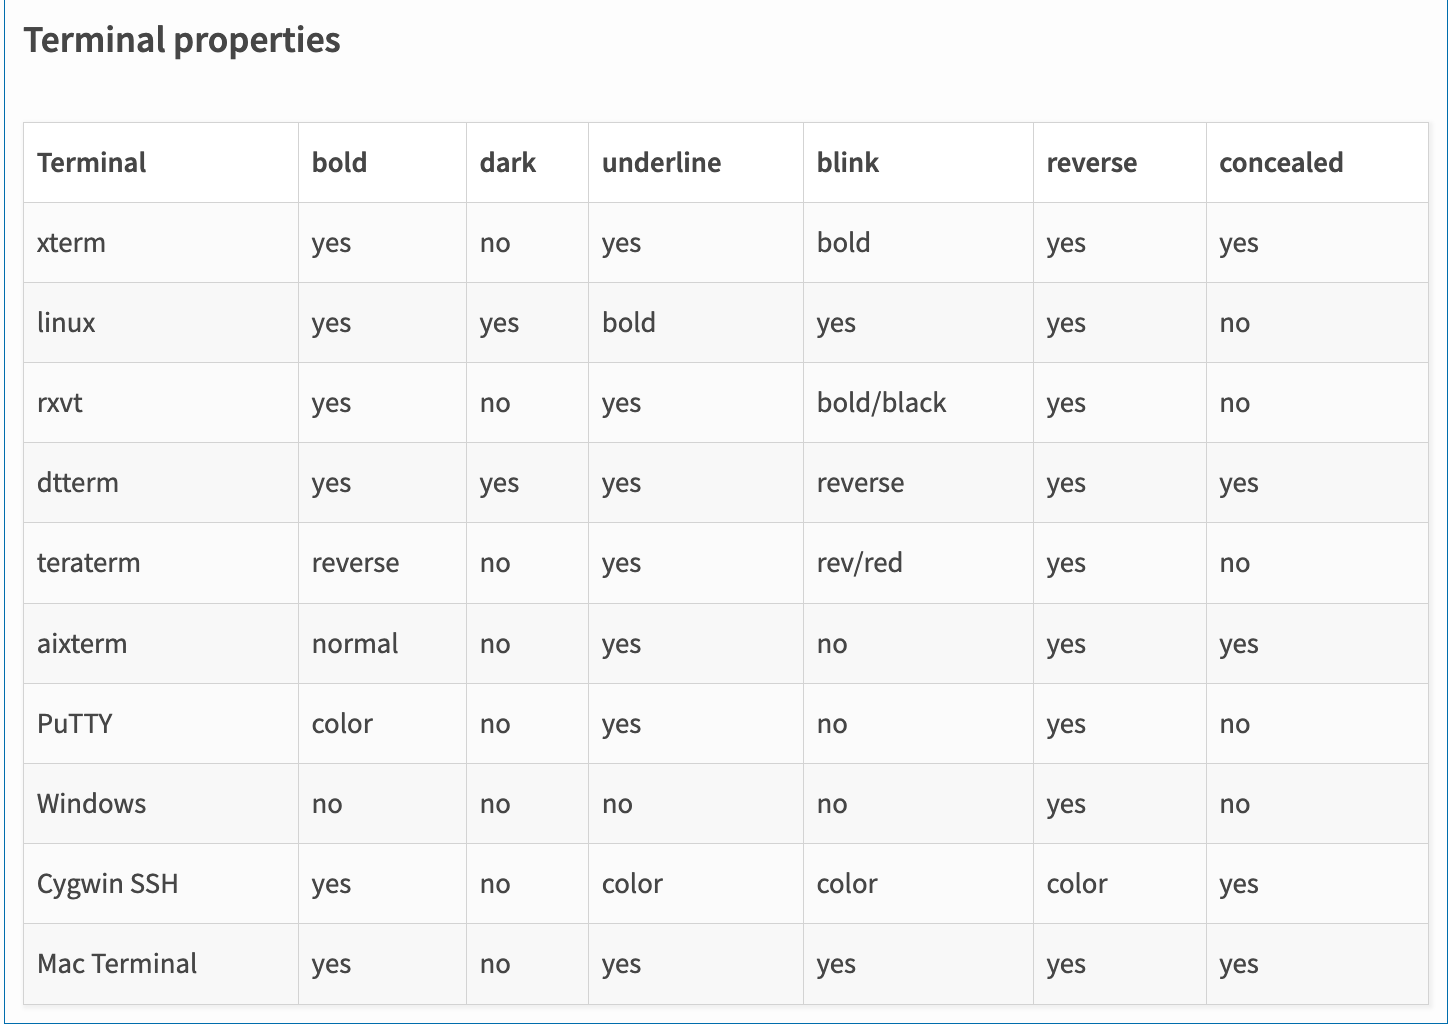 Terminal properties
Terminal bold dark underline blink reverse concealed
xterm yes no yes bold yes yes
linux yes yes bold yes yes no
rxvt yes no yes bold/black yes no
dtterm yes yes yes reverse yes yes
teraterm reverse no yes rev/red yes no
aixterm normal no yes no yes yes
PuTTY color no yes no yes no
Windows no no no no yes no
Cygwin SSH yes no color color color yes
Mac Terminal yes no yes yes yes yes